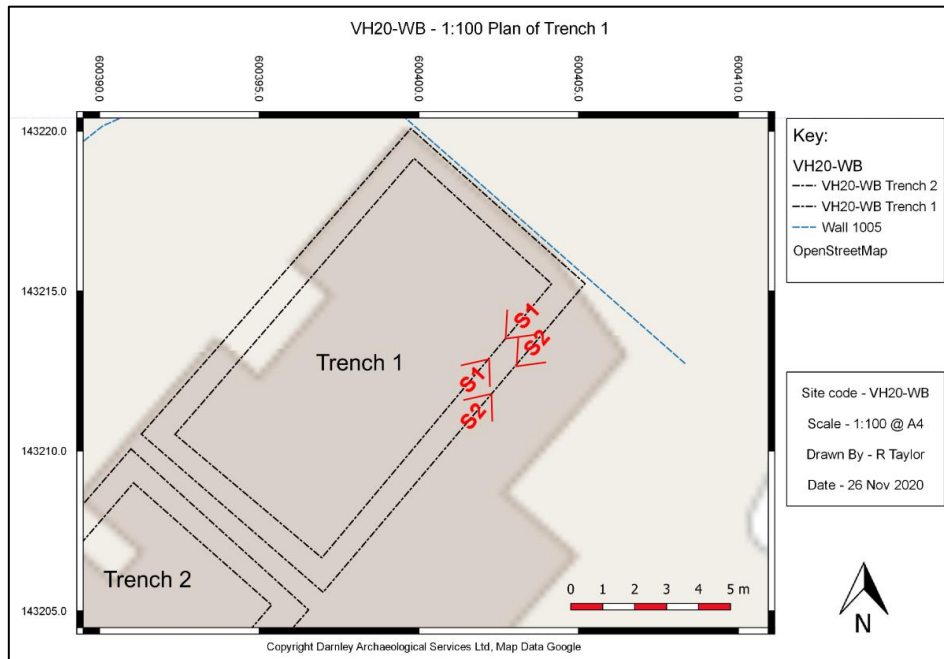 VH20-WB - 1:100 Plan of Trench 1
600390.0
600395.0
600400.0
600405.0
600410.0
143220.0
143215.0
143210.0
143205.0
Trench 1
Trench 2
S1
S2
S1
S2
0 1 2 3 4 5 m
Key:
VH20-WB
VH20-WB Trench 2
VH20-WB Trench 1
Wall 1005
OpenStreetMap
Site code - VH20-WB
Scale - 1:100 @ A4
Drawn By - R Taylor
Date - 26 Nov 2020
N
Copyright Darnley Archaeological Services Ltd, Map Data Google